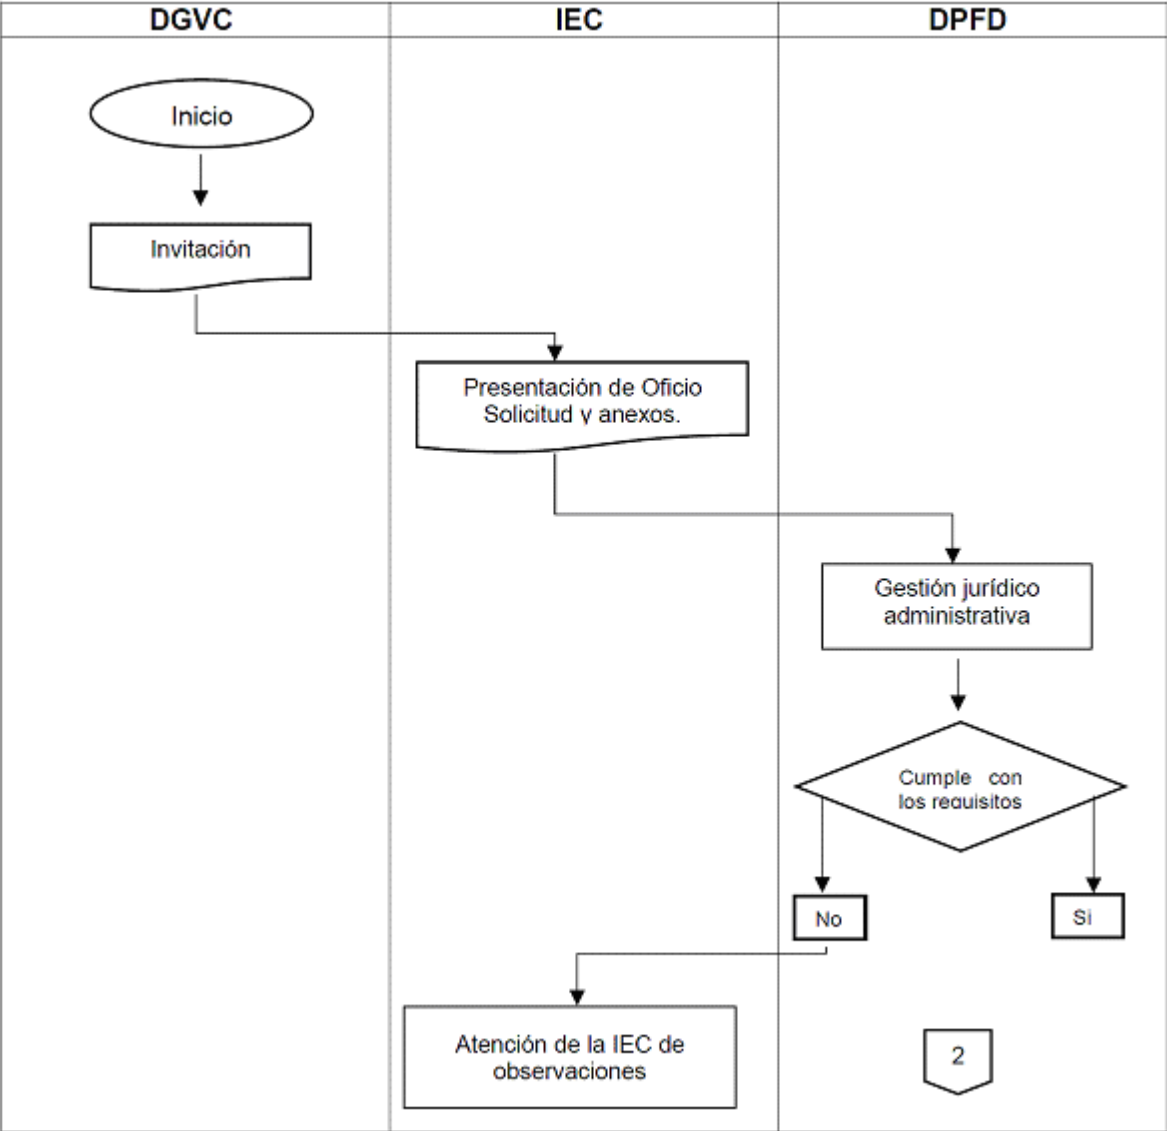 DGVC
IEC
DPFD
Inicio
Invitación
Presentación de Oficio
Solicitud y anexos.
Gestión jurídico
administrativa
Cumple con
los requisitos
No
Si
Atención de la IEC de
observaciones
2